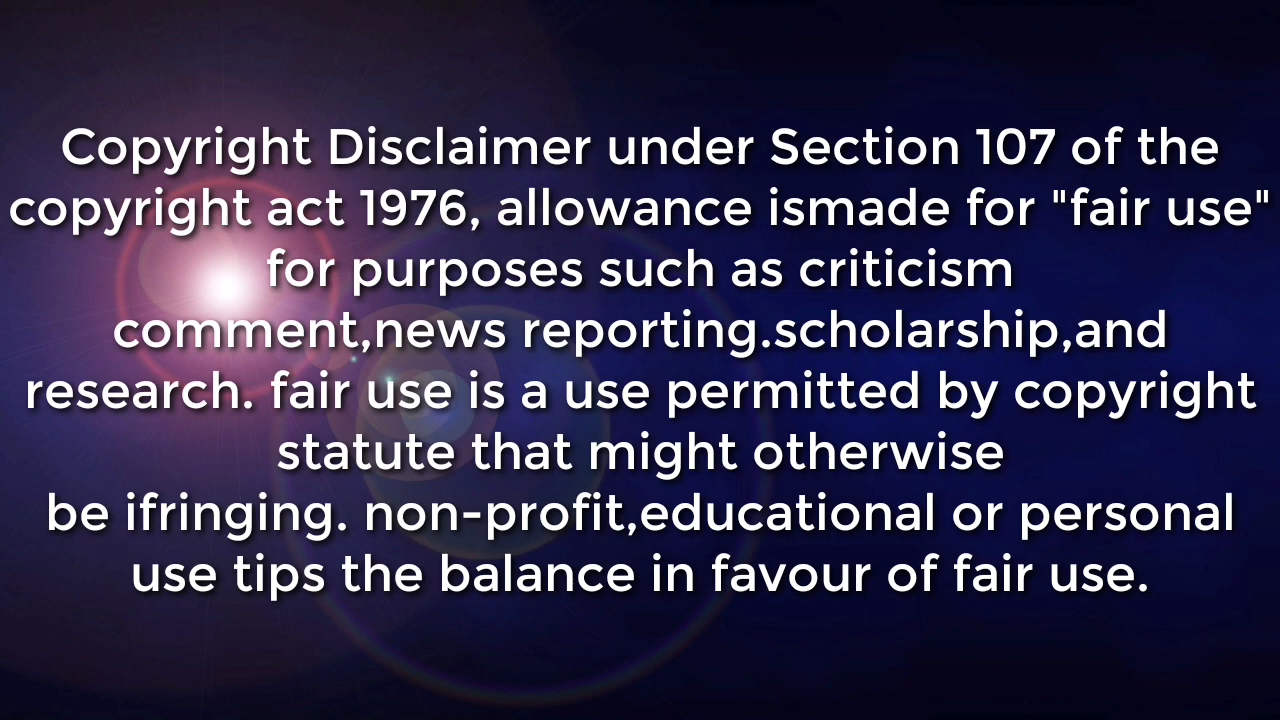 Copyright Disclaimer under Section 107 of the
copyright act 1976, allowance ismade for "fair use"
for purposes such as criticism
comment,news reporting.scholarship,and
research. fair use is a use permitted by copyright
statute that might otherwise
be ifringing. non-profit,educational or personal
use tips the balance in favour of fair use.